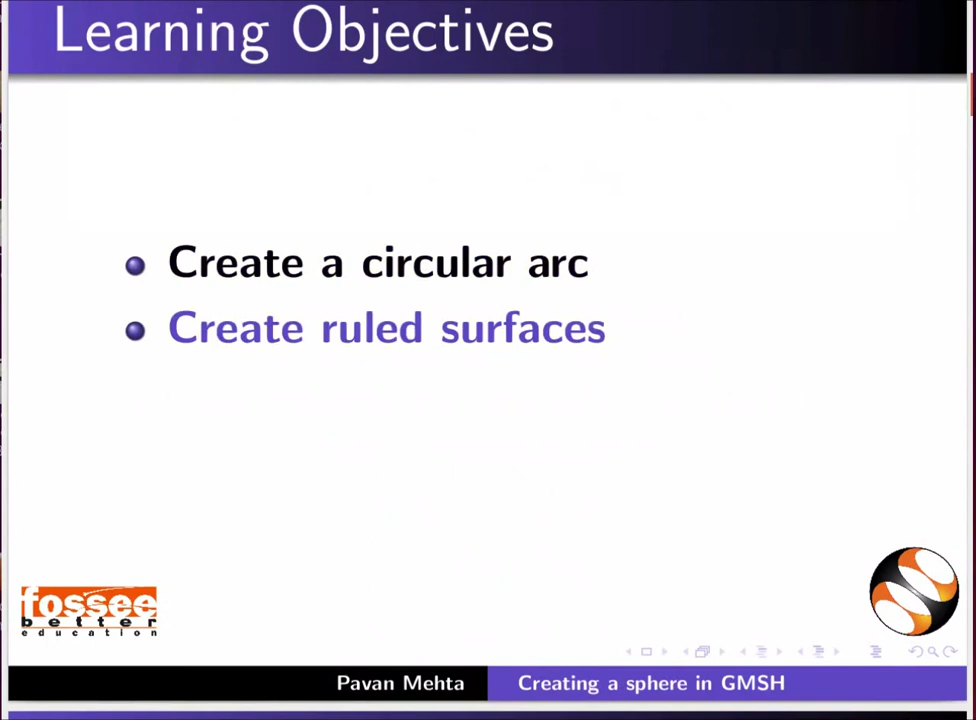 Learning Objectives
Create a circular arc
Create ruled surfaces
fossee
better
education
Pavan Mehta
Creating a sphere in GMSH